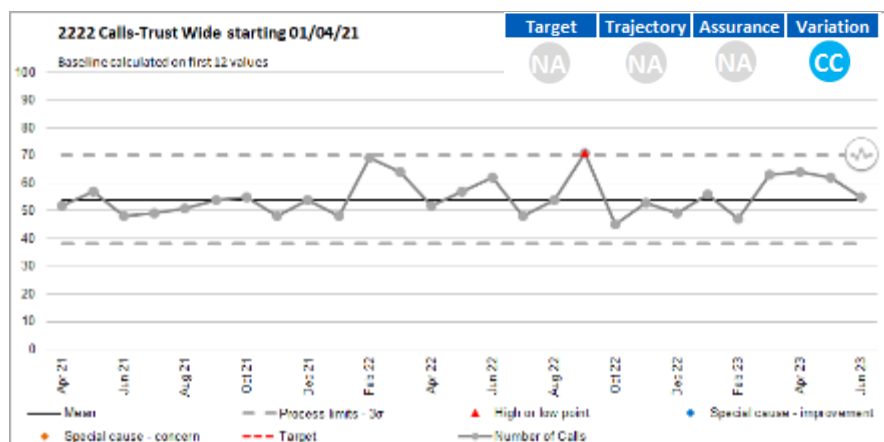 2222 Calls-Trust Wide starting 01/04/21
Target Trajectory Assurance Variation
Baseline calculated on first 12 values
NA NA NA CC
100
90
80
70
60
50
40
30
20
10
0
Apr 21 Jun 21 Aug 21 Oct 21 Dec 21 Feb 22 Apr 22 Jun 22 Aug 22 Oct 22 Dec 22 Feb 23 Apr 23 Jun 23
Mean Process limits - 3σ High or low point Special cause - improvement
Special cause - concern Target Number of Calls